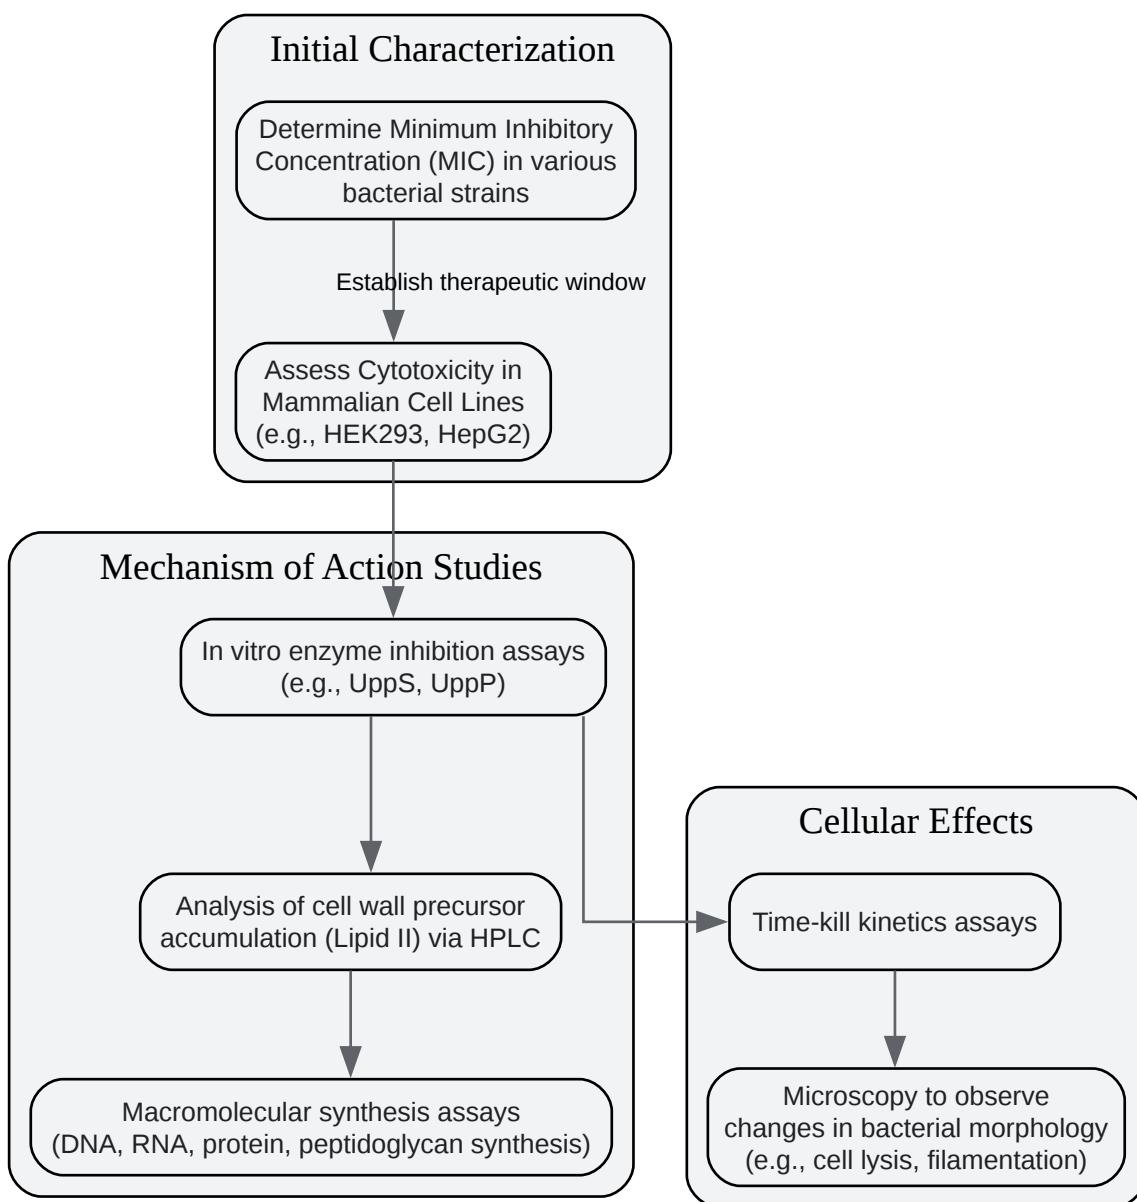 Initial Characterization
Determine Minimum Inhibitory
Concentration (MIC) in various
bacterial strains
Establish therapeutic window
Assess Cytotoxicity in
Mammalian Cell Lines
(e.g., HEK293, HepG2)
Mechanism of Action Studies
In vitro enzyme inhibition assays
(e.g., UppS, UppP)
Analysis of cell wall precursor
accumulation (Lipid II) via HPLC
Macromolecular synthesis assays
(DNA, RNA, protein, peptidoglycan synthesis)
Cellular Effects
Time-kill kinetics assays
Microscopy to observe
changes in bacterial morphology
(e.g., cell lysis, filamentation)